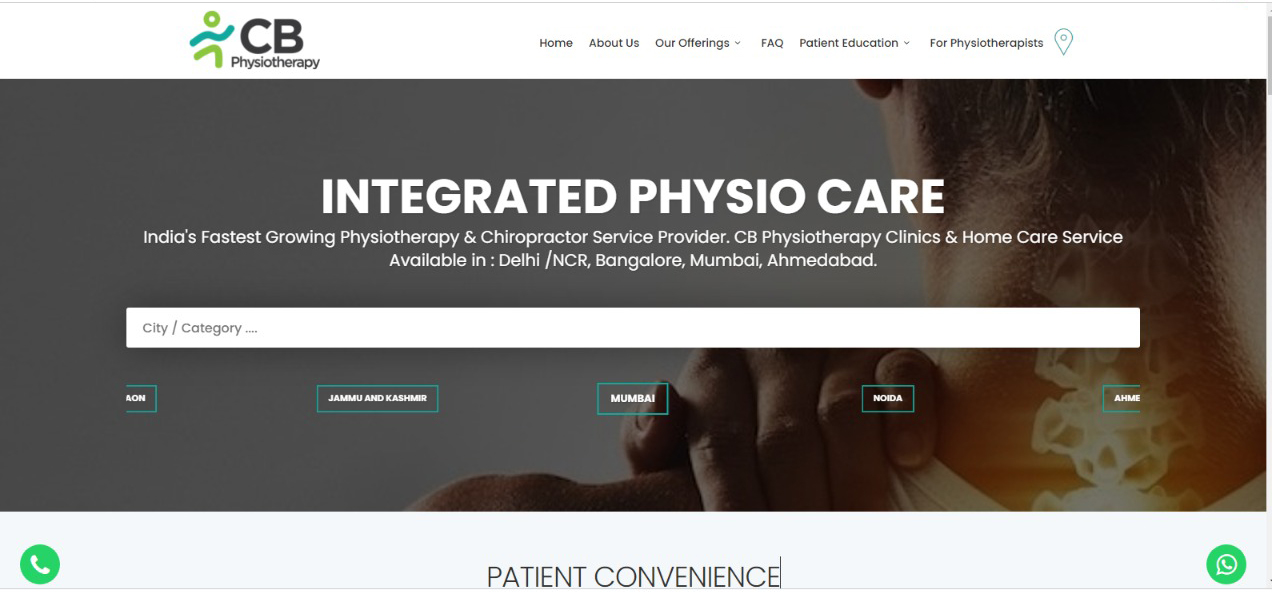 CB
Physiotherapy
Home About Us Our Offerings FAQ Patient Education For Physiotherapists
INTEGRATED PHYSIO CARE
India's Fastest Growing Physiotherapy & Chiropractor Service Provider. CB Physiotherapy Clinics & Home Care Service
Available in : Delhi /NCR, Bangalore, Mumbai, Ahmedabad.
City / Category ....
AON JAMMU AND KASHMIR MUMBAI NOIDA AHME
PATIENT CONVENIENCE